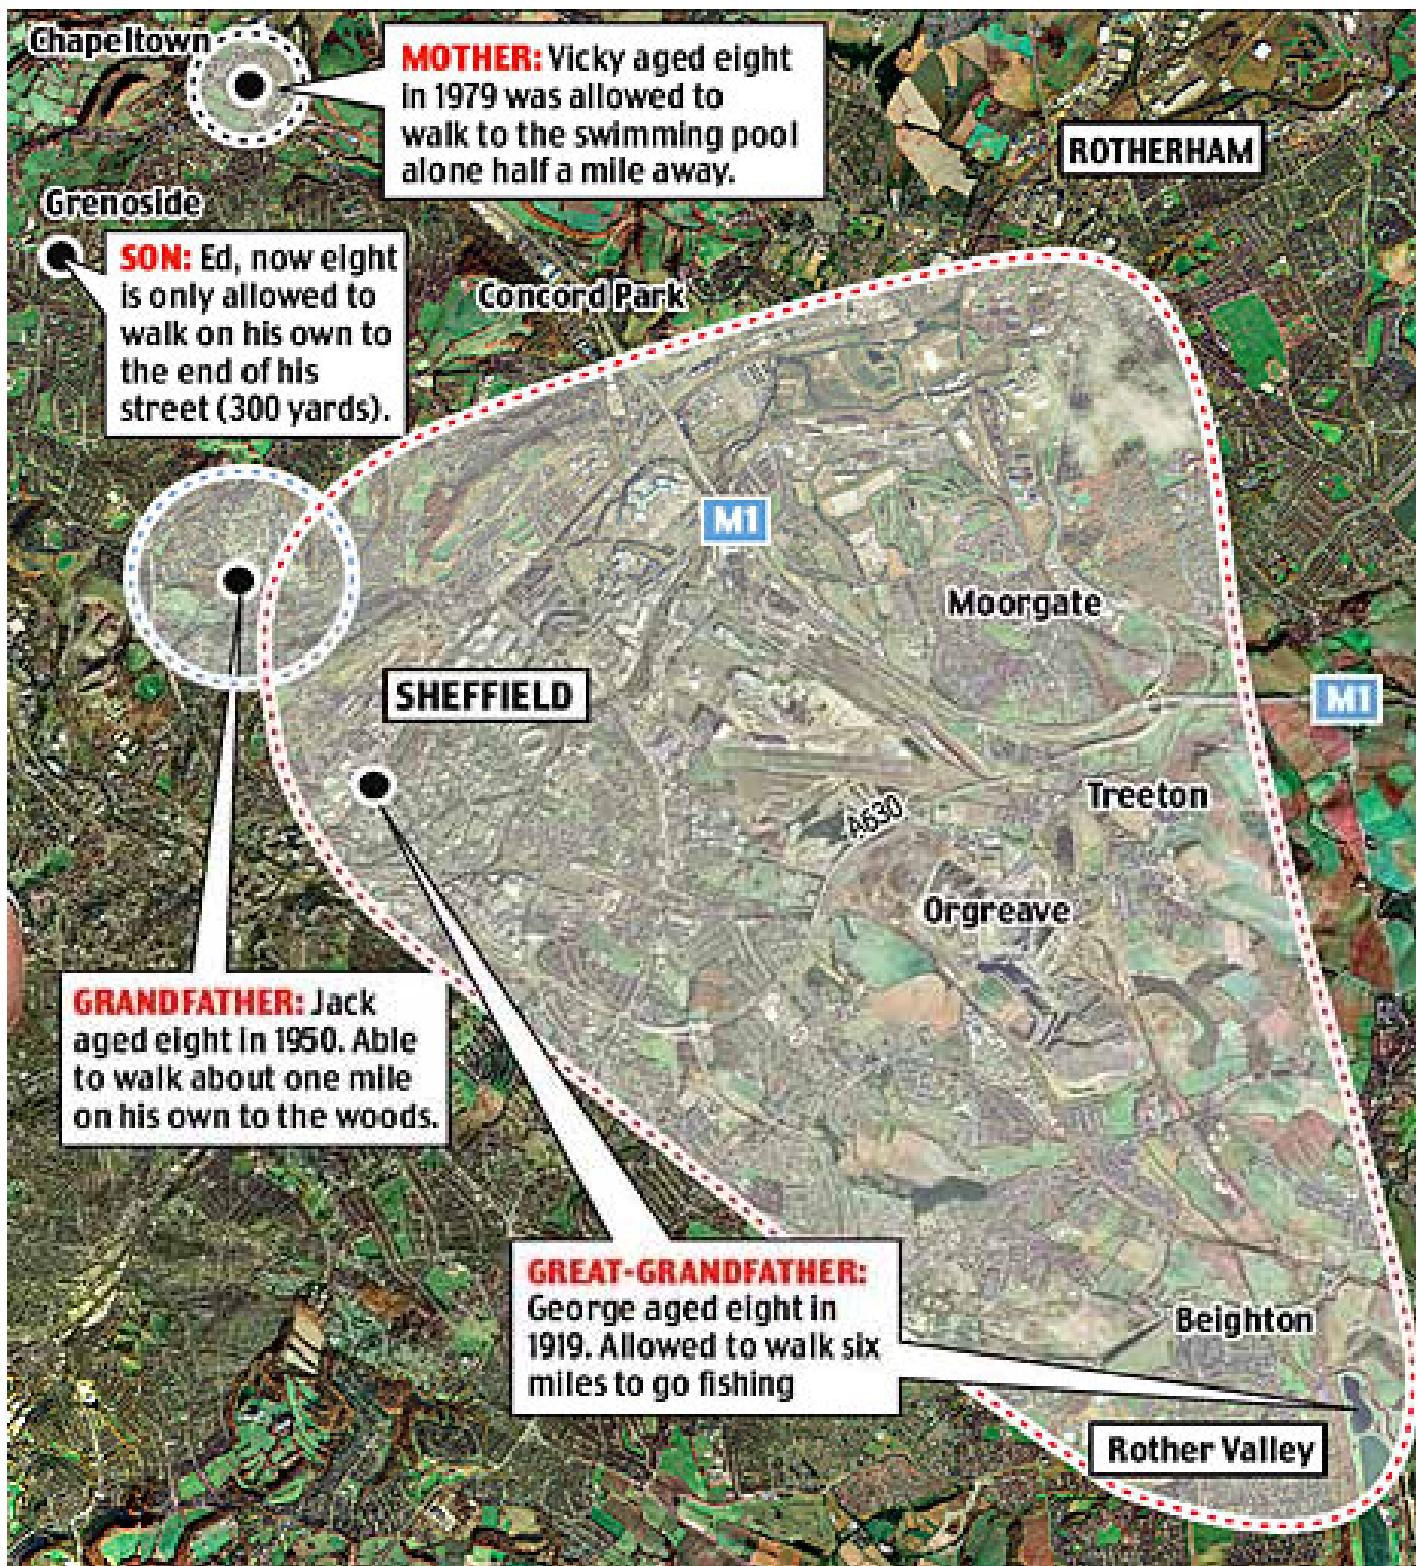 Chapeltown
MOTHER: Vicky aged eight
in 1979 was allowed to
walk to the swimming pool
alone half a mile away.
ROTHERHAM
Grenoside
SON: Ed, now eight
is only allowed to
walk on his own to
the end of his
street (300 yards).
Concord Park
M1
Moorgate
SHEFFIELD
M1
Treeton
A630
Orgreave
GRANDFATHER: Jack
aged eight in 1950. Able
to walk about one mile
on his own to the woods.
GREAT-GRANDFATHER:
George aged eight in
1919. Allowed to walk six
miles to go fishing
Beighton
Rother Valley